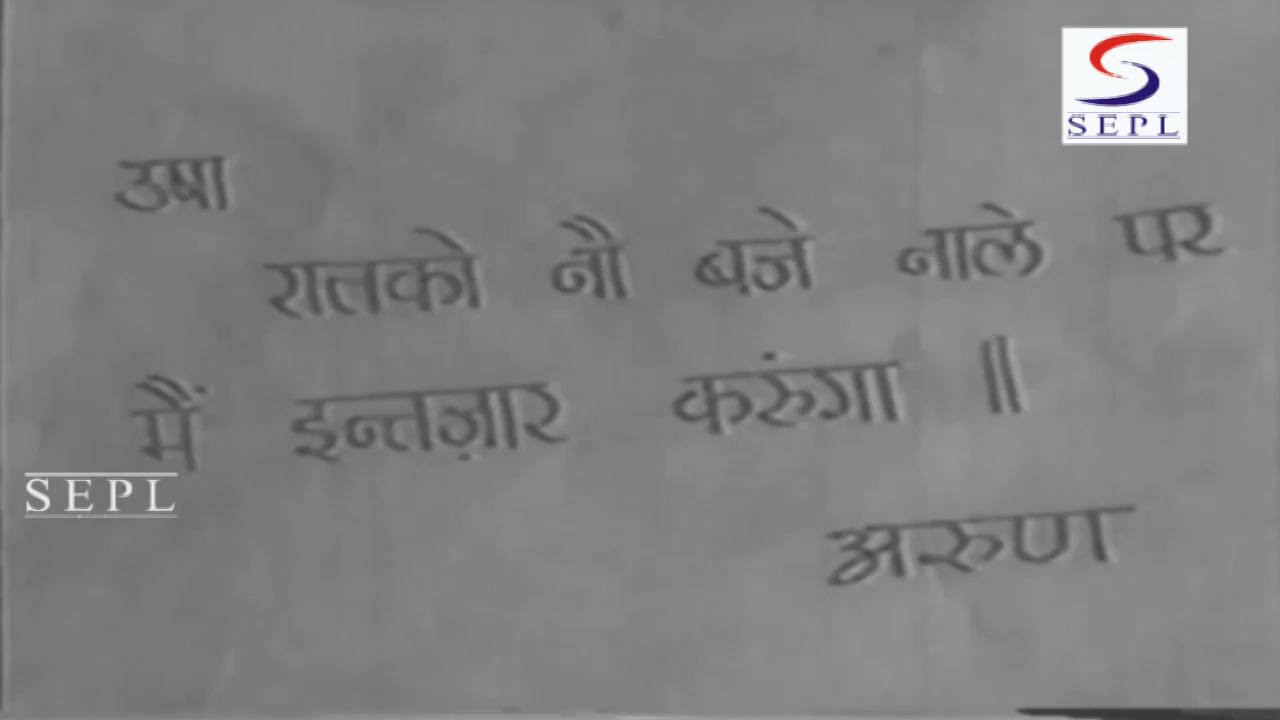 SEPL
उषा
रातको नौ बजे नाले पर
मैं इन्तज़ार करुंगा ॥
SEPL
अरुण